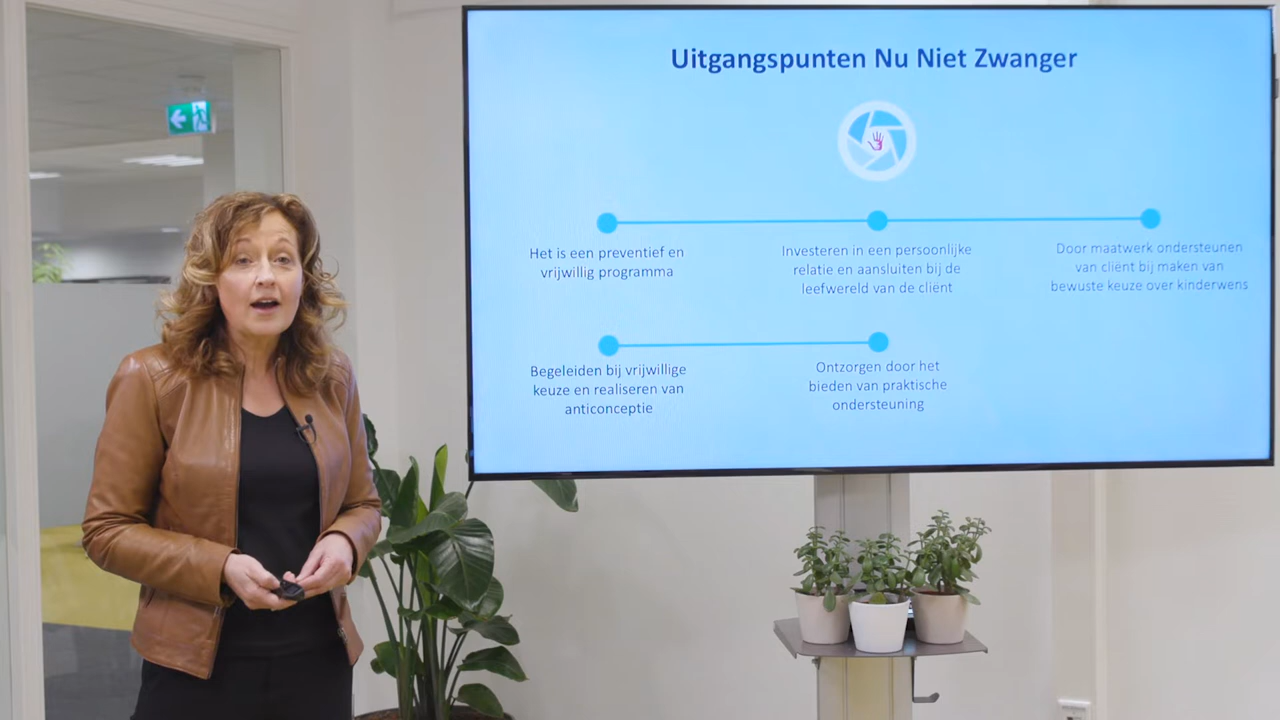 Uitgangspunten Nu Niet Zwanger
Het is een preventief en
vrijwillig programma
Investeren in een persoonlijke
relatie en aansluiten bij de
leefwereld van de cliënt
Door maatwerk ondersteunen
van cliënt bij maken van
bewuste keuze over kinderwens
Begeleiden bij vrijwillige
keuze en realiseren van
anticonceptie
Ontzorgen door het
bieden van praktische
ondersteuning